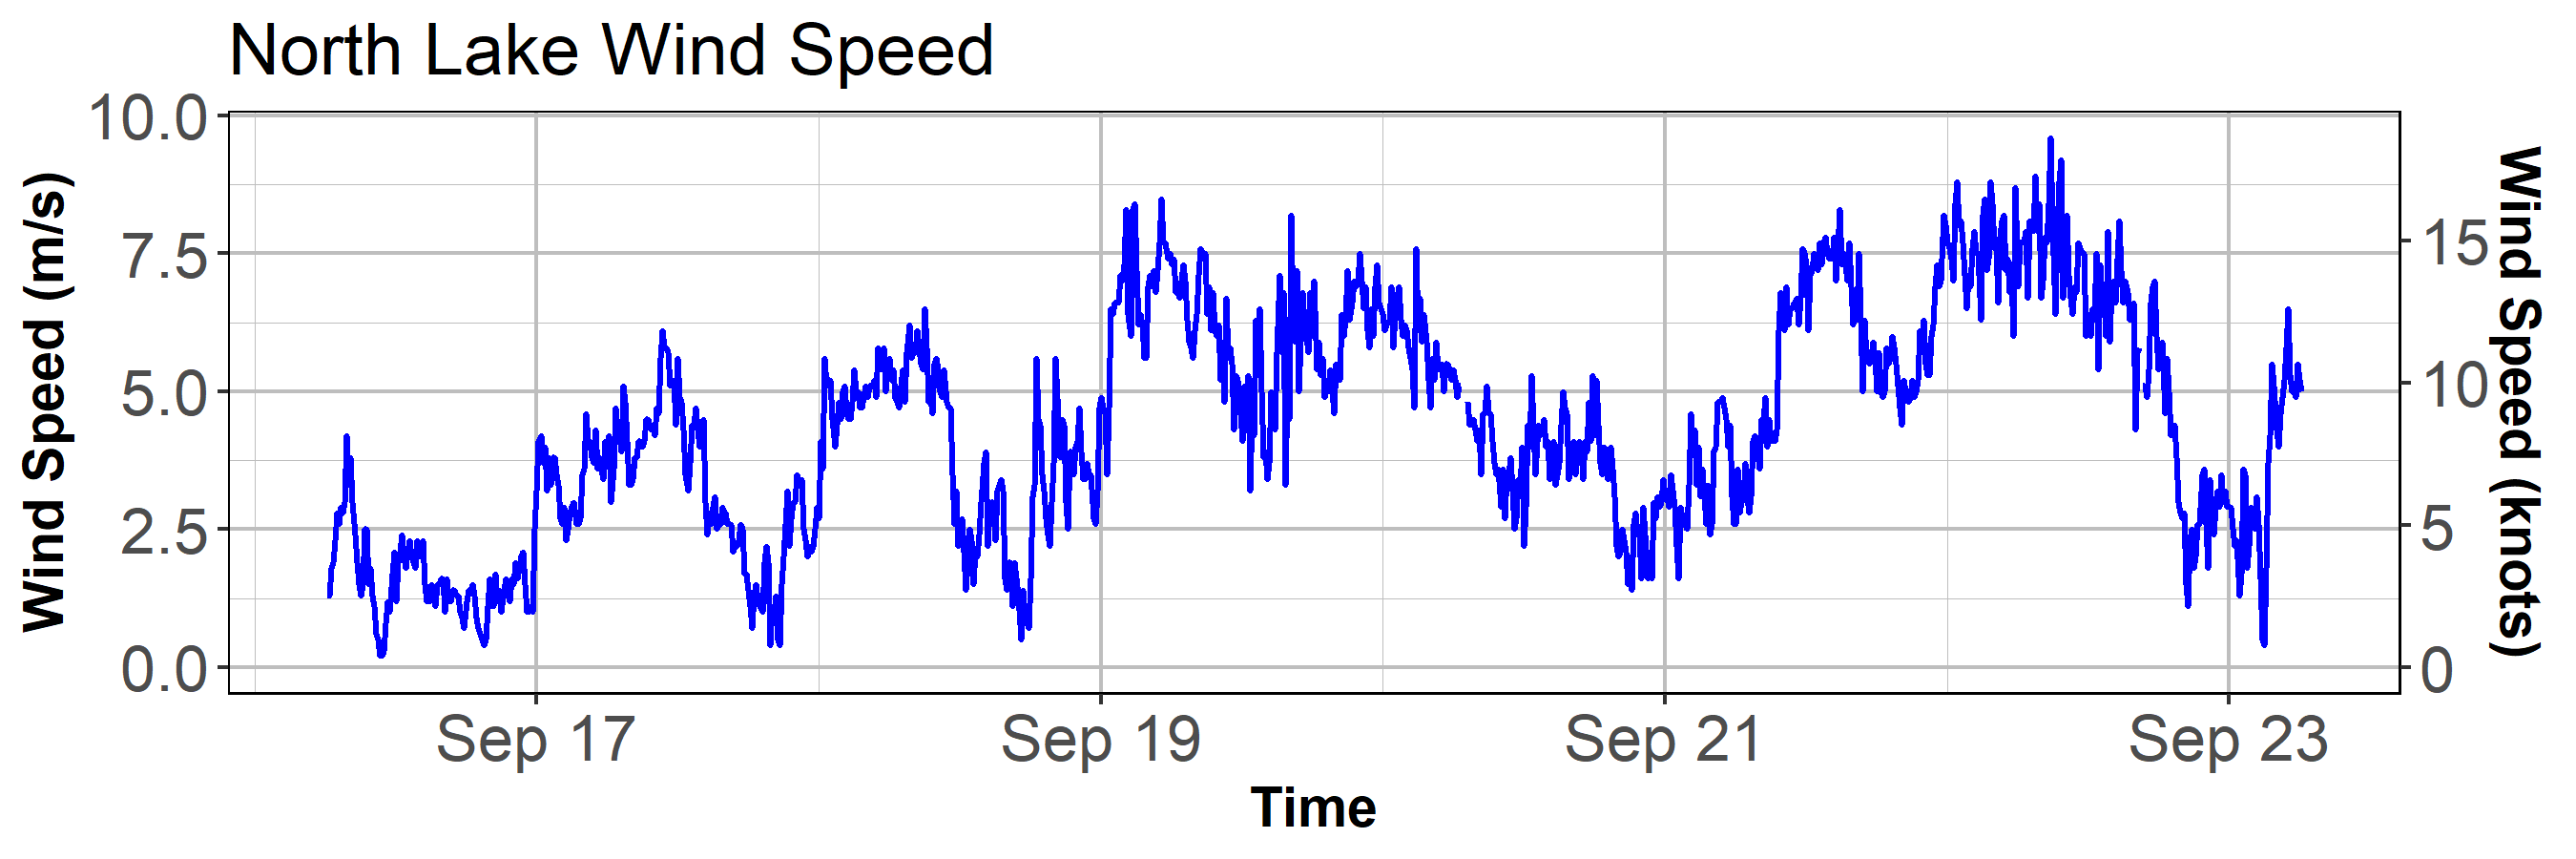 North Lake Wind Speed
Wind Speed (m/s)
10.0
7.5
5.0
2.5
0.0
Wind Speed (knots)
15
10
5
0
Sep 17
Sep 19
Sep 21
Sep 23
Time